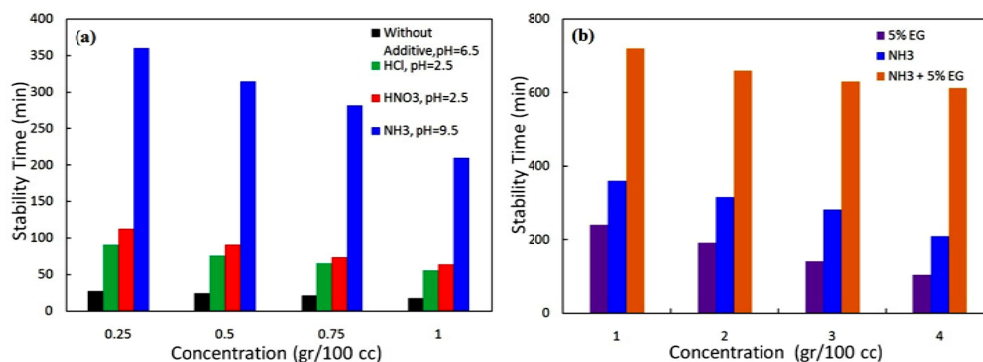 (a)
Stability Time (min)
400
350
300
250
200
150
100
50
0
Without
Additive,pH=6.5
HCl, pH=2.5
HNO3, pH=2.5
NH3, pH=9.5
0.25 0.5 0.75 1
Concentration (gr/100 cc)
(b)
Stability Time (min)
800
600
400
200
0
5% EG
NH3
NH3 + 5% EG
1 2 3 4
Concentration (gr/100 cc)